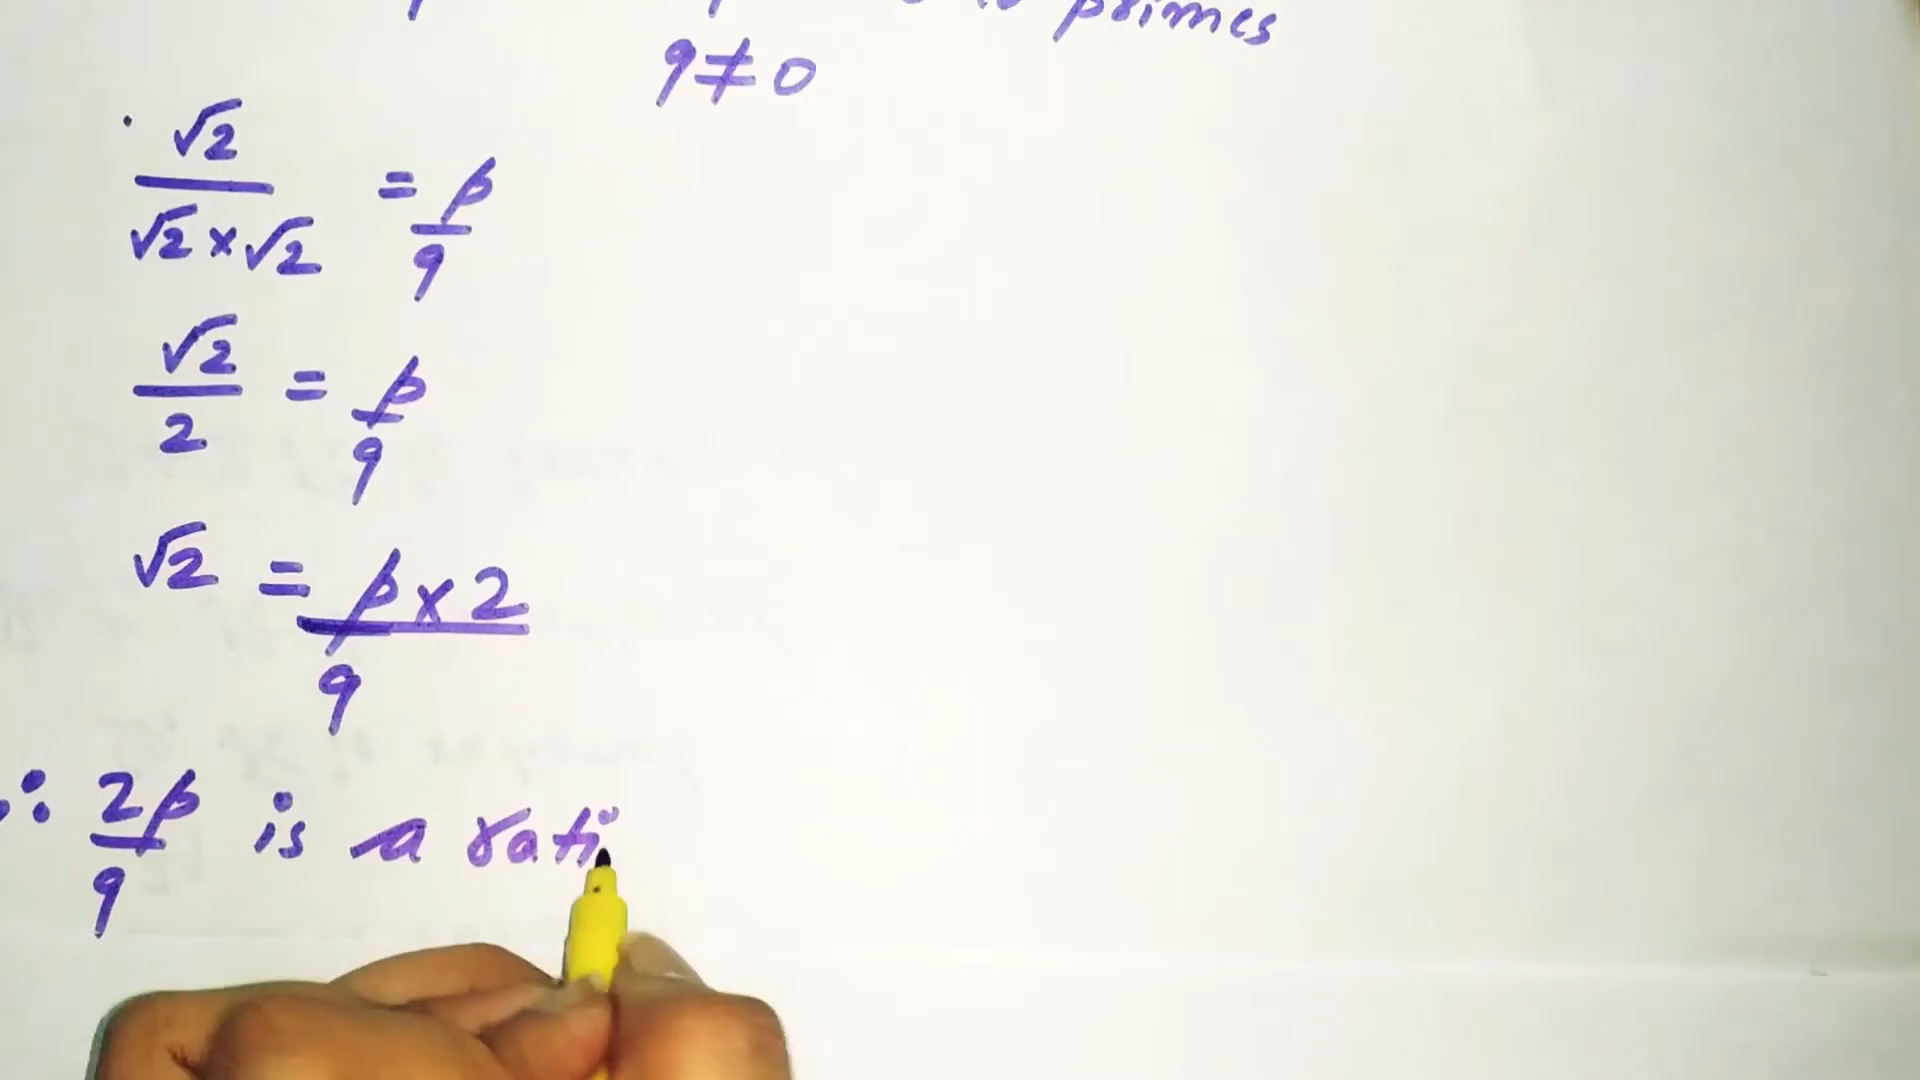 primes
q ≠ 0
√2 / √2 × √2 = p / q
√2 / 2 = p / q
√2 = p × 2 / q
∴ 2p / q is a rati